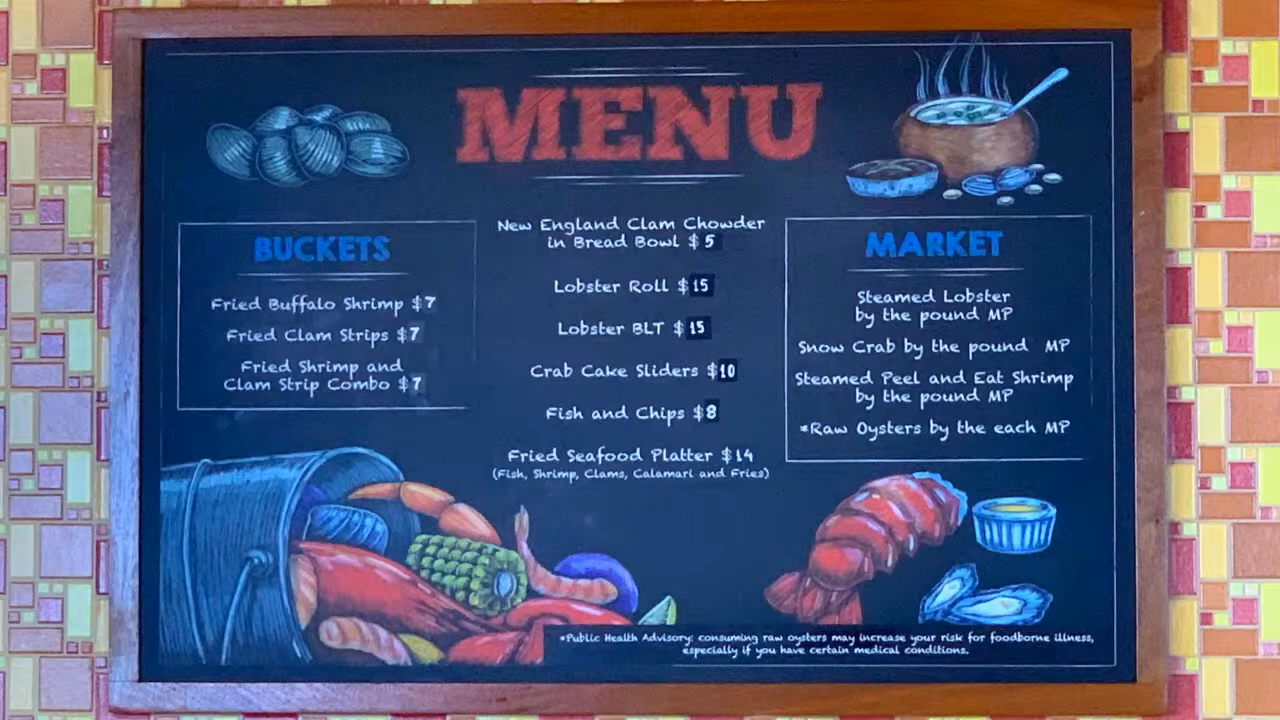 MENU
BUCKETS
Fried Buffalo Shrimp $7
Fried Clam Strips $7
Fried Shrimp and
Clam Strip Combo $7
New England Clam Chowder
in Bread Bowl $5
Lobster Roll $15
Lobster BLT $15
Crab Cake Sliders $10
Fish and Chips $8
Fried Seafood Platter $14
(Fish, Shrimp, Clams, Calamari and Fries)
MARKET
Steamed Lobster
by the pound MP
Snow Crab by the pound MP
Steamed Peel and Eat Shrimp
by the pound MP
*Raw Oysters by the each MP
*Public Health Advisory: consuming raw oysters may increase your risk for foodborne illness,
especially if you have certain medical conditions.